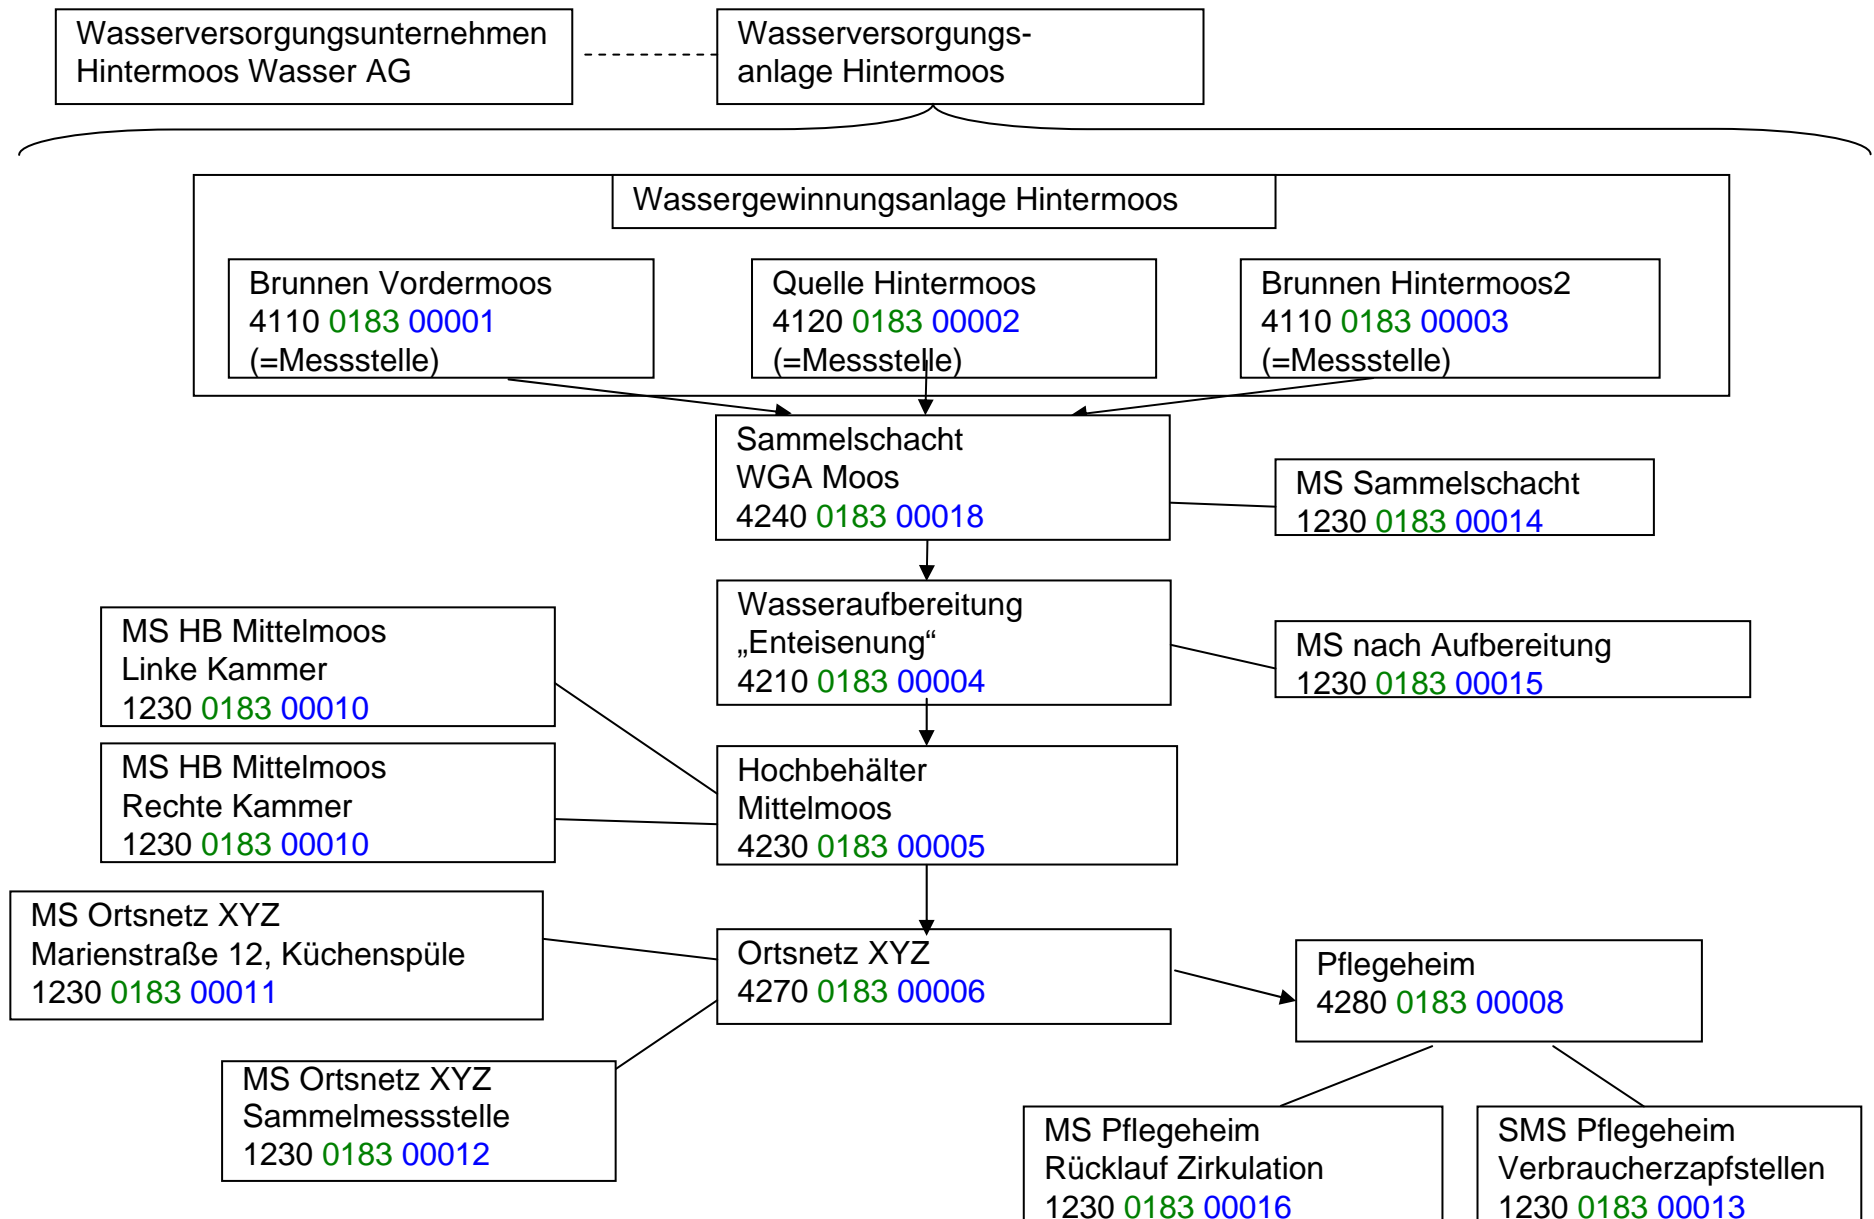 Wasserversorgungsunternehmen
Hintermoos Wasser AG
Wasserversorgungs-
anlage Hintermoos
Wassergewinnungsanlage Hintermoos
Brunnen Vordermoos
4110 0183 00001
(=Messstelle)
Quelle Hintermoos
4120 0183 00002
(=Messstelle)
Brunnen Hintermoos2
4110 0183 00003
(=Messstelle)
Sammelschacht
WGA Moos
4240 0183 00018
MS Sammelschacht
1230 0183 00014
Wasseraufbereitung
„Enteisenung“
4210 0183 00004
MS nach Aufbereitung
1230 0183 00015
MS HB Mittelmoos
Linke Kammer
1230 0183 00010
MS HB Mittelmoos
Rechte Kammer
1230 0183 00010
Hochbehälter
Mittelmoos
4230 0183 00005
MS Ortsnetz XYZ
Marienstraße 12, Küchenspüle
1230 0183 00011
Ortsnetz XYZ
4270 0183 00006
Pflegeheim
4280 0183 00008
MS Ortsnetz XYZ
Sammelmessstelle
1230 0183 00012
MS Pflegeheim
Rücklauf Zirkulation
1230 0183 00016
SMS Pflegeheim
Verbraucherzapfstellen
1230 0183 00013